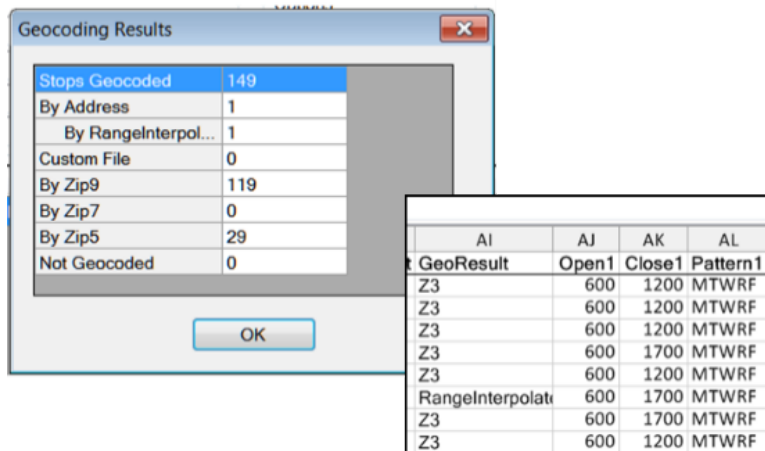 Geocoding Results
Stops Geocoded 149
By Address 1
By RangeInterpol... 1
Custom File 0
By Zip9 119
By Zip7 0
By Zip5 29
Not Geocoded 0
OK
AI AJ AK AL
t GeoResult Open1 Close1 Pattern1
Z3 600 1200 MTWRF
Z3 600 1200 MTWRF
Z3 600 1200 MTWRF
Z3 600 1700 MTWRF
Z3 600 1200 MTWRF
RangeInterpolat 600 1700 MTWRF
Z3 600 1700 MTWRF
Z3 600 1200 MTWRF